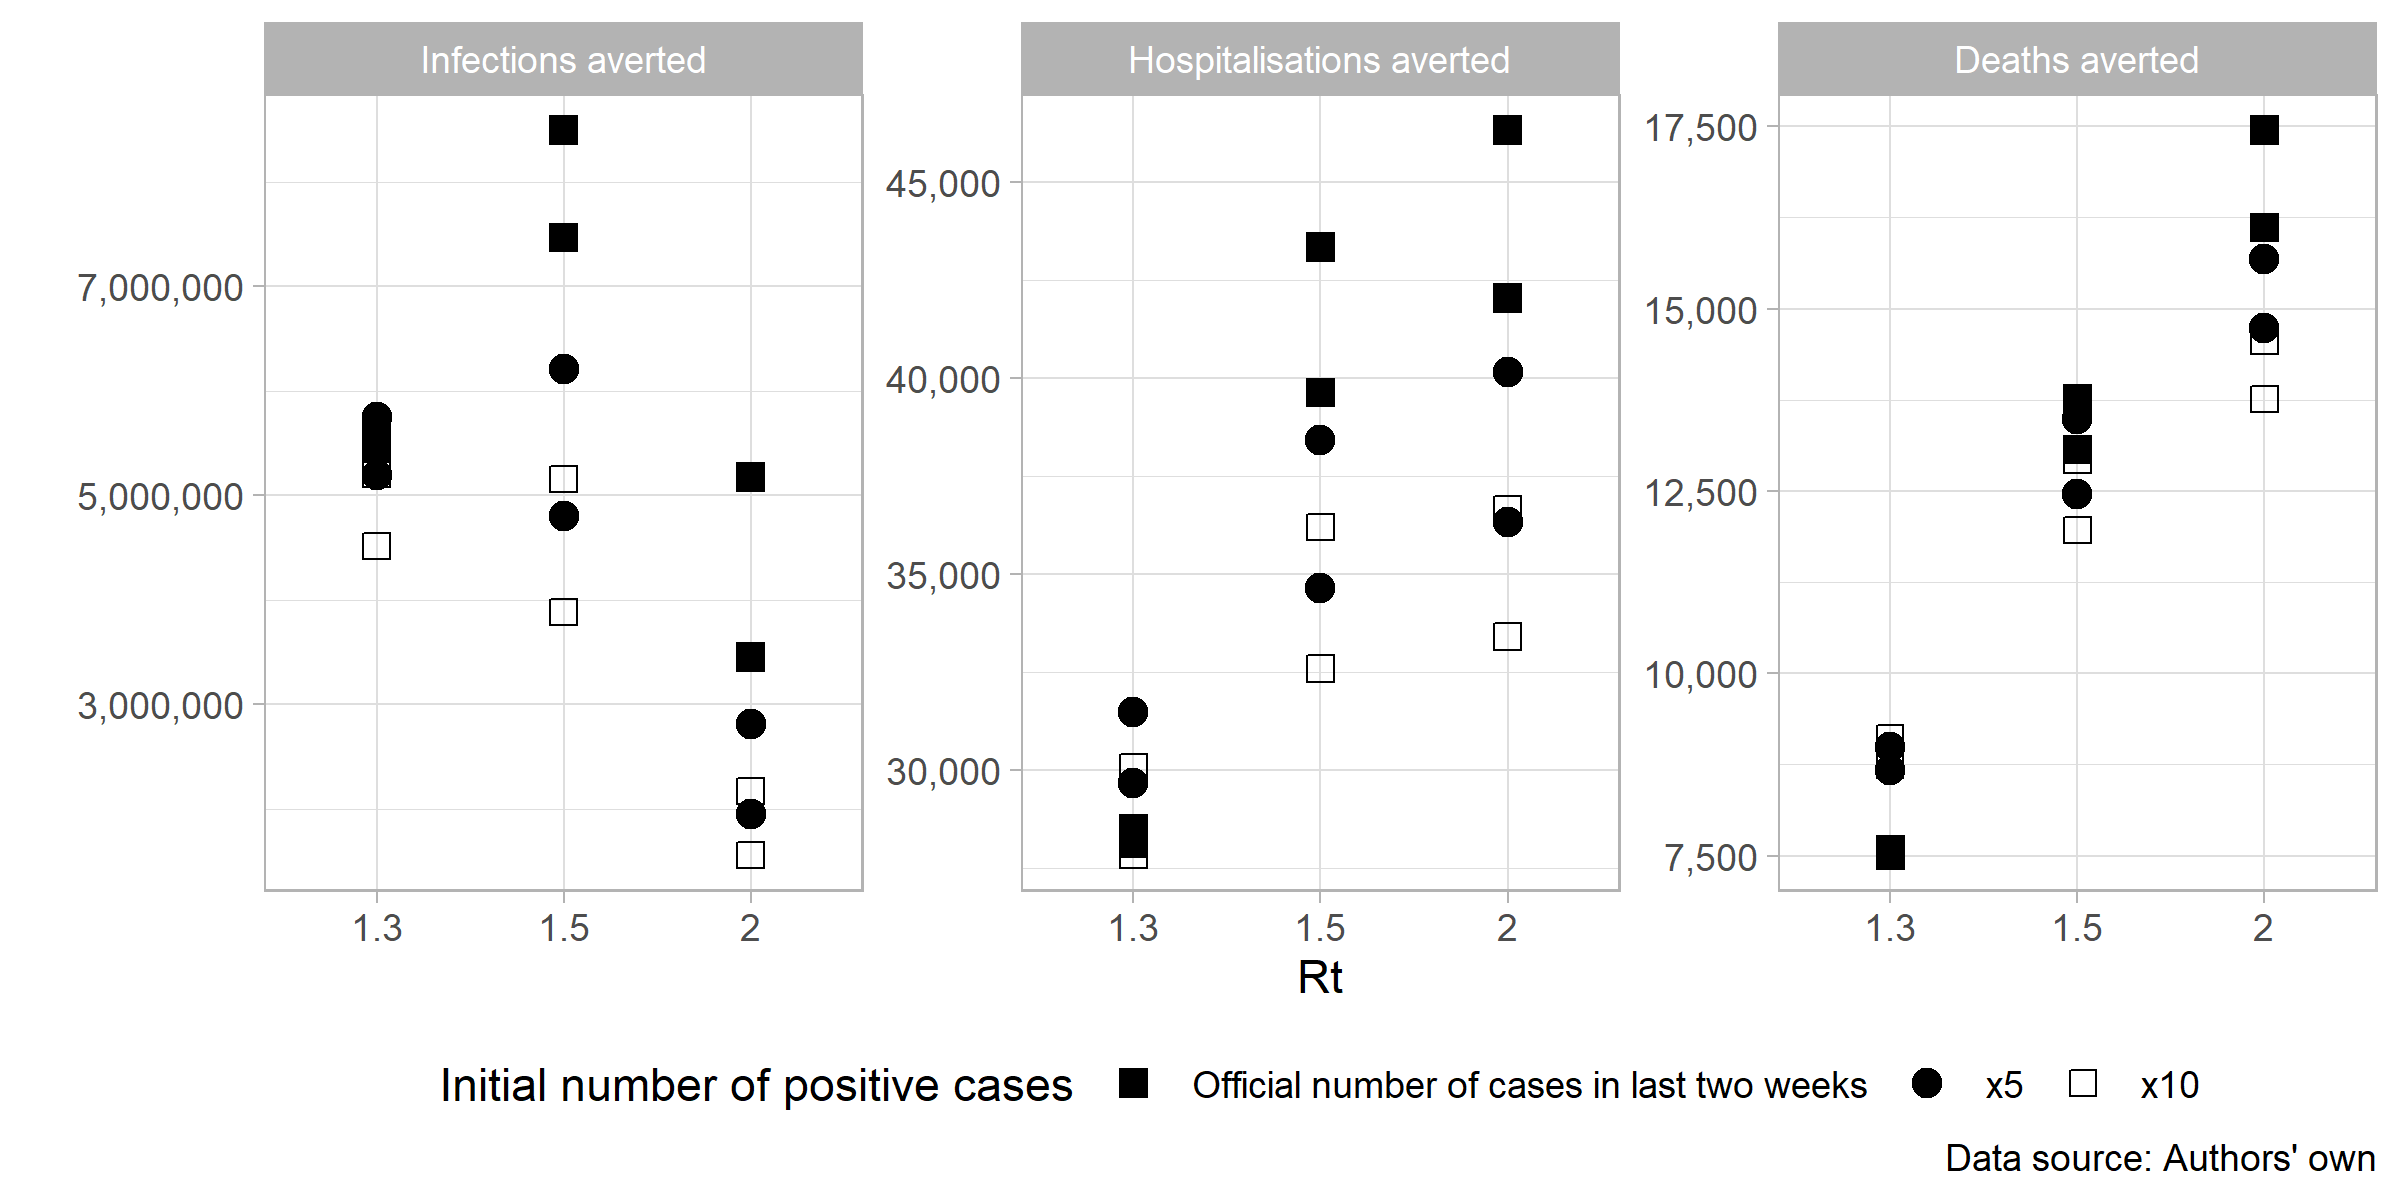 Infections averted
Hospitalisations averted
Deaths averted
7,000,000
5,000,000
3,000,000
45,000
40,000
35,000
30,000
17,500
15,000
12,500
10,000
7,500
1.3 1.5 2
1.3 1.5 2
1.3 1.5 2
Rt
Initial number of positive cases Official number of cases in last two weeks x5 x10
Data source: Authors' own